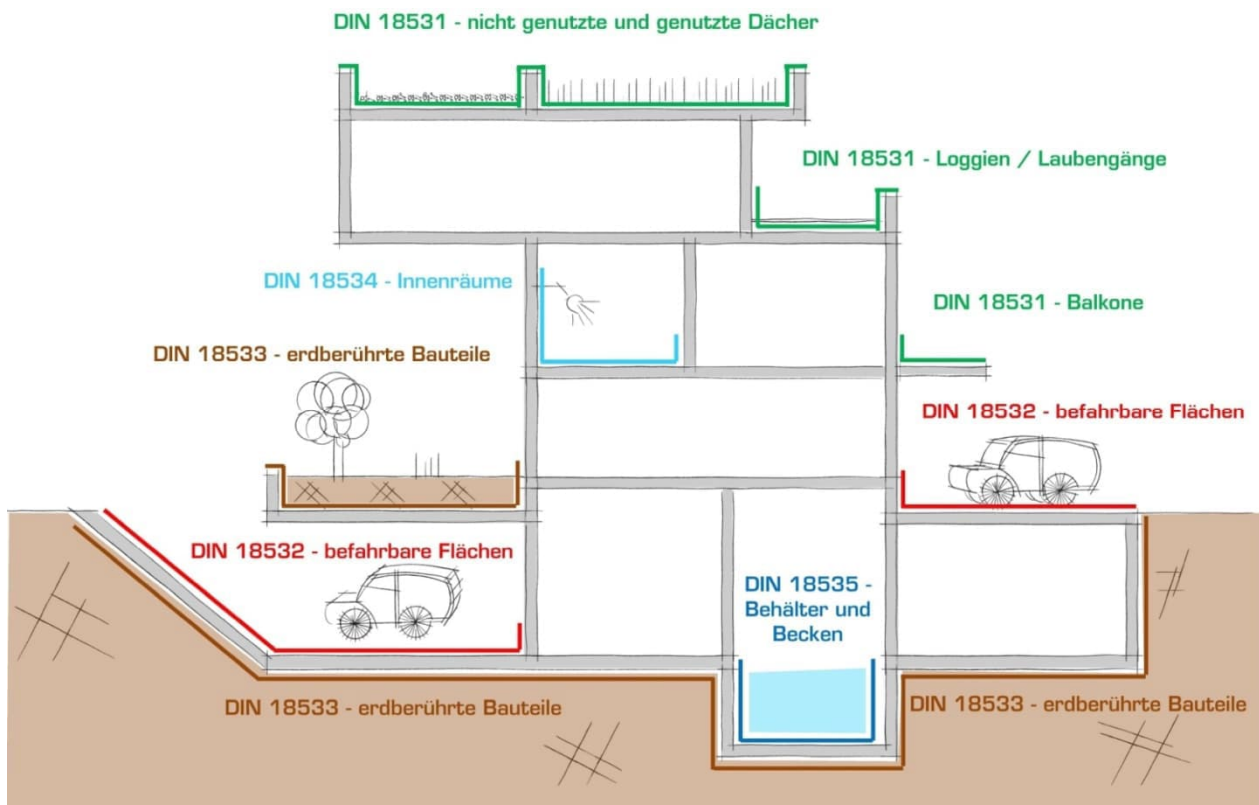 DIN 18531 - nicht genutzte und genutzte Dächer
DIN 18531 - Loggien / Laubengänge
DIN 18534 - Innenräume
DIN 18531 - Balkone
DIN 18533 - erdberührte Bauteile
DIN 18532 - befahrbare Flächen
DIN 18532 - befahrbare Flächen
DIN 18535 -
Behälter und
Becken
DIN 18533 - erdberührte Bauteile
DIN 18533 - erdberührte Bauteile